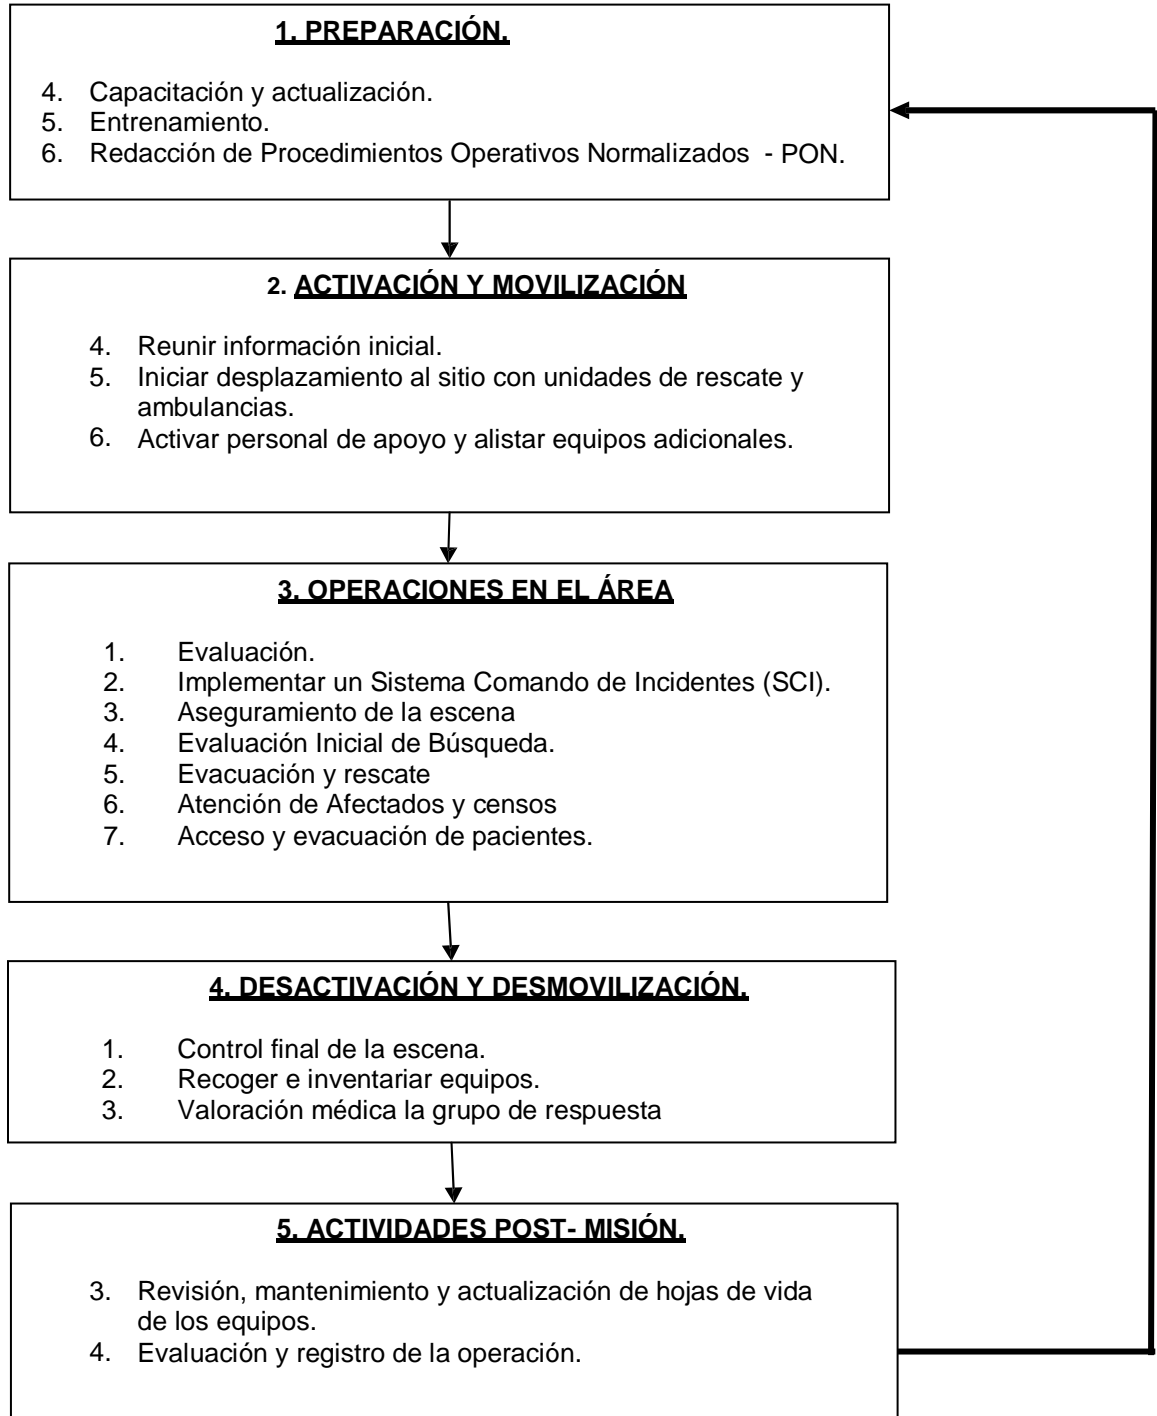 1. PREPARACIÓN.
4. Capacitación y actualización.
5. Entrenamiento.
6. Redacción de Procedimientos Operativos Normalizados - PON.
2. ACTIVACIÓN Y MOVILIZACIÓN
4. Reunir información inicial.
5. Iniciar desplazamiento al sitio con unidades de rescate y
ambulancias.
6. Activar personal de apoyo y alistar equipos adicionales.
3. OPERACIONES EN EL ÁREA
1. Evaluación.
2. Implementar un Sistema Comando de Incidentes (SCI).
3. Aseguramiento de la escena
4. Evaluación Inicial de Búsqueda.
5. Evacuación y rescate
6. Atención de Afectados y censos
7. Acceso y evacuación de pacientes.
4. DESACTIVACIÓN Y DESMOVILIZACIÓN.
1. Control final de la escena.
2. Recoger e inventariar equipos.
3. Valoración médica la grupo de respuesta
5. ACTIVIDADES POST- MISIÓN.
3. Revisión, mantenimiento y actualización de hojas de vida
de los equipos.
4. Evaluación y registro de la operación.